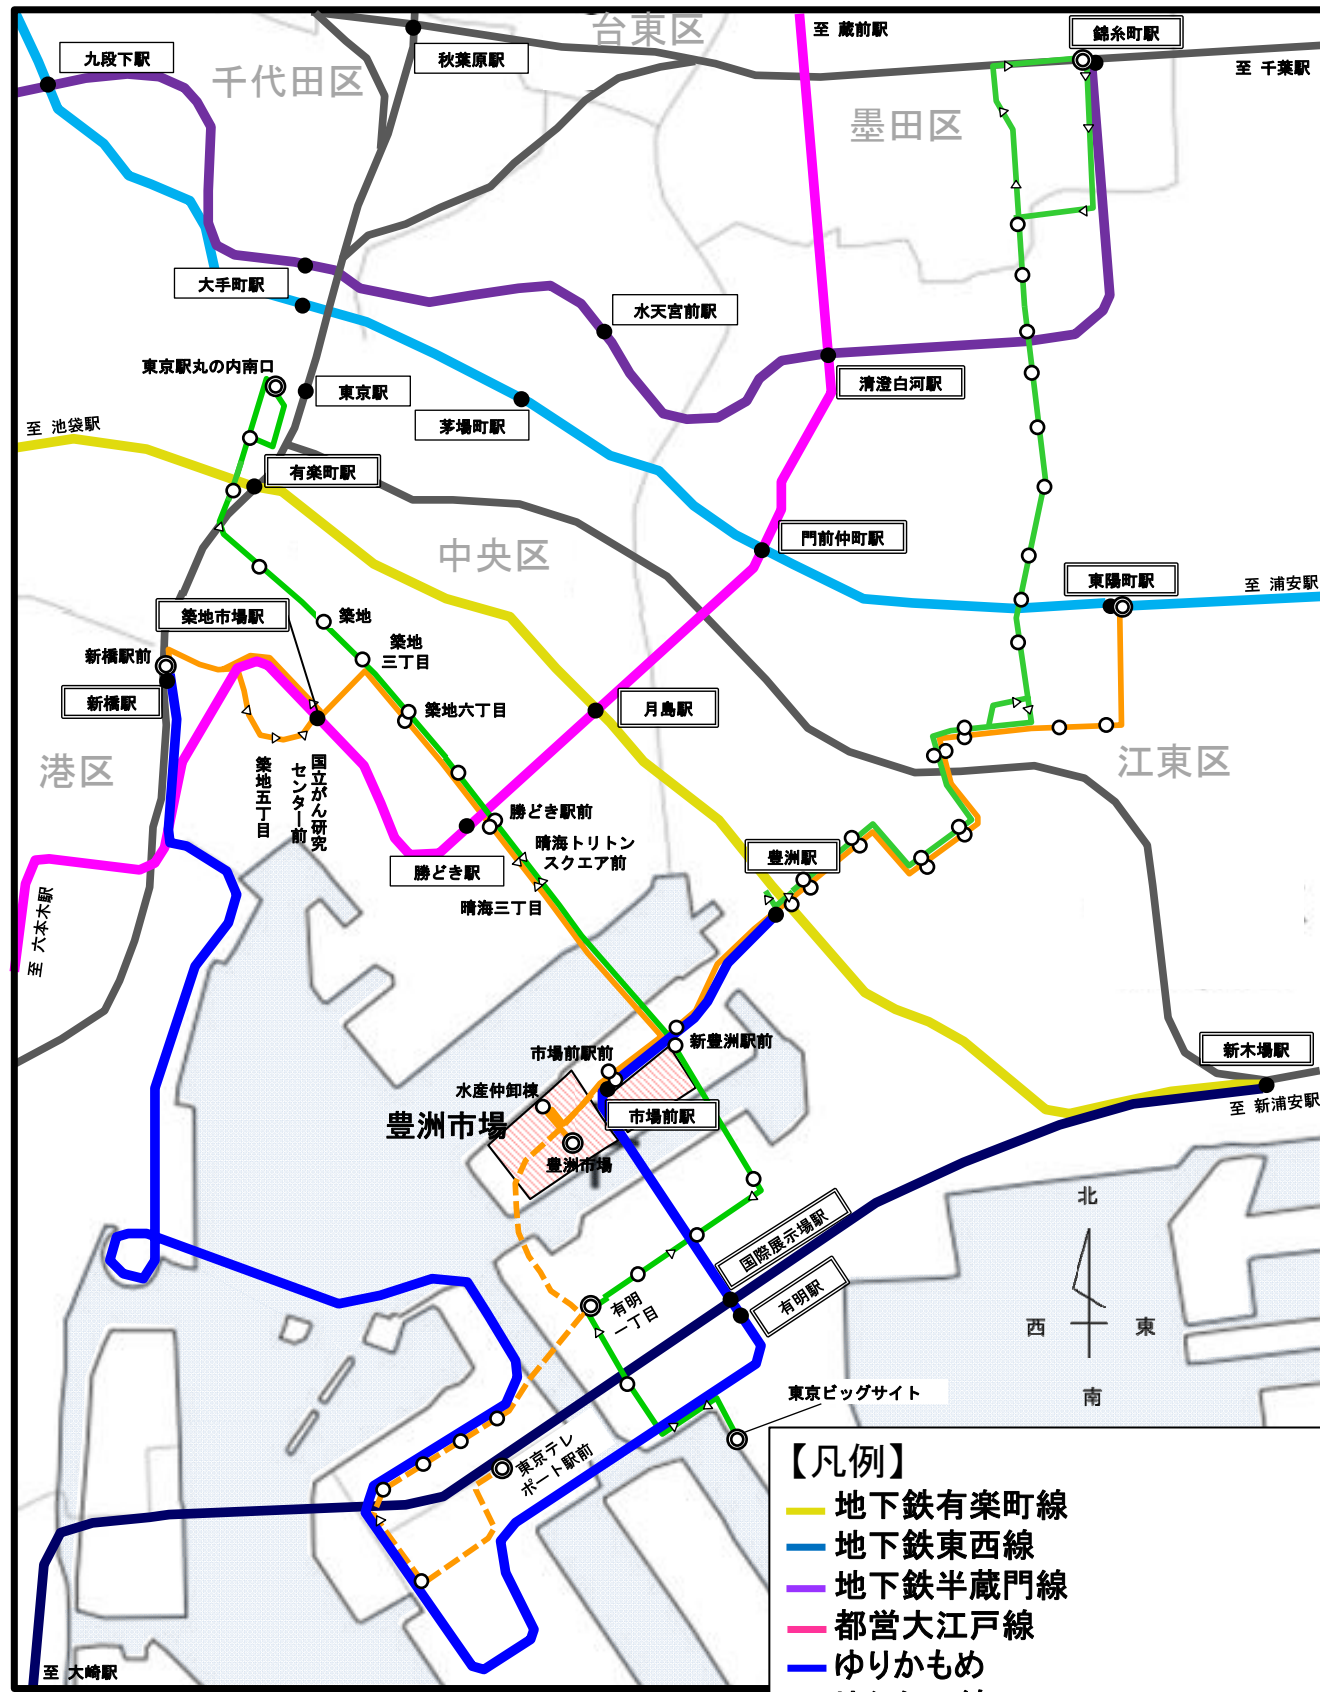 台東区
至 蔵前駅
錦糸町駅
九段下駅
秋葉原駅
至 千葉駅
千代田区
墨田区
大手町駅
水天宮前駅
東京駅丸の内南口
東京駅
清澄白河駅
至 池袋駅
茅場町駅
有楽町駅
門前仲町駅
中央区
東陽町駅
至 浦安駅
築地市場駅
築地
新橋駅前
築地
三丁目
新橋駅
築地六丁目
月島駅
港区
江東区
国立がん研究
センター前
築地五丁目
勝どき駅前
晴海トリトン
スクエア前
勝どき駅
豊洲駅
晴海三丁目
至 六本木駅
新豊洲駅前
市場前駅前
新木場駅
水産仲卸棟
豊洲市場
市場前駅
至 新浦安駅
豊洲市場
北
国際展示場駅
有明駅
有明
一丁目
西
東
南
東京ビッグサイト
東京テレ
ポート駅前
【凡例】
地下鉄有楽町線
地下鉄東西線
地下鉄半蔵門線
都営大江戸線
ゆりかもめ
至 大崎駅